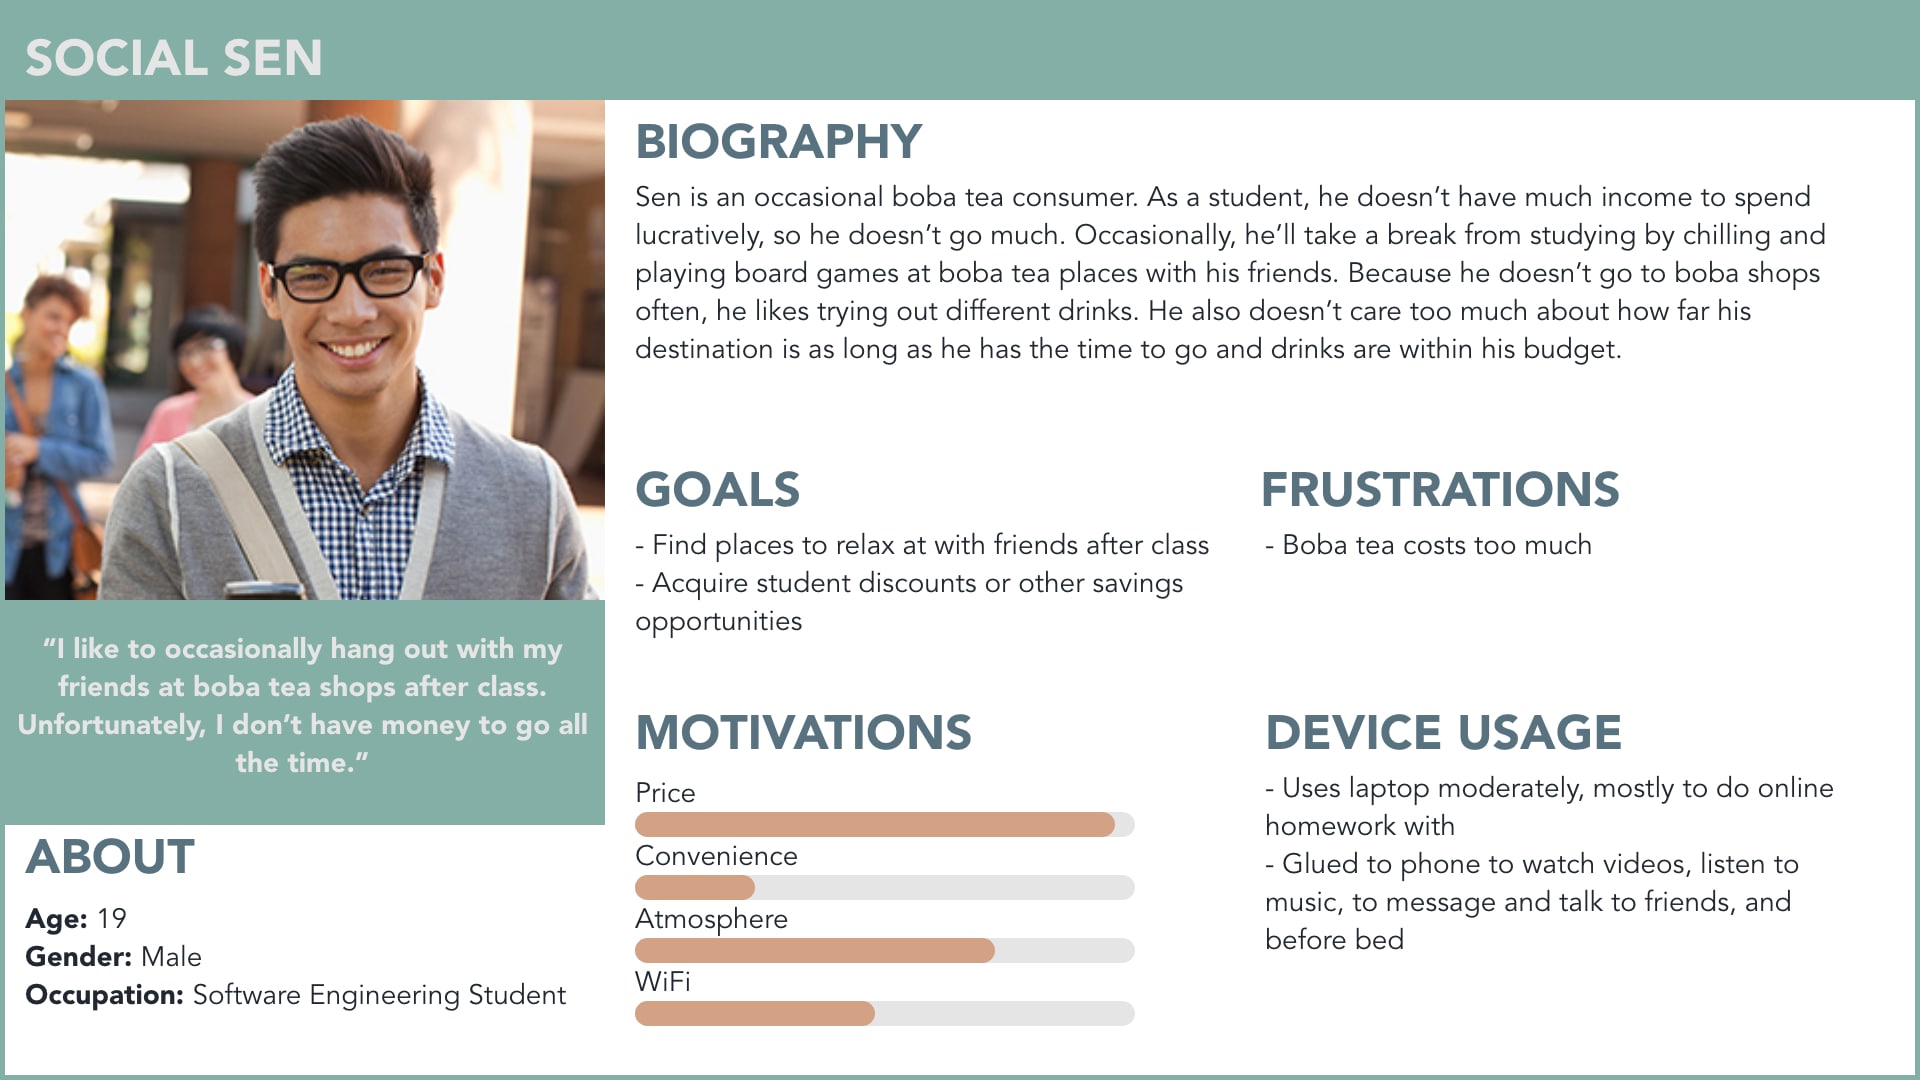 SOCIAL SEN
“I like to occasionally hang out with my
friends at boba tea shops after class.
Unfortunately, I don’t have money to go all
the time.”
ABOUT
Age: 19
Gender: Male
Occupation: Software Engineering Student
BIOGRAPHY
Sen is an occasional boba tea consumer. As a student, he doesn’t have much income to spend
lucratively, so he doesn’t go much. Occasionally, he’ll take a break from studying by chilling and
playing board games at boba tea places with his friends. Because he doesn’t go to boba shops
often, he likes trying out different drinks. He also doesn’t care too much about how far his
destination is as long as he has the time to go and drinks are within his budget.
GOALS
- Find places to relax at with friends after class
- Acquire student discounts or other savings
opportunities
FRUSTRATIONS
- Boba tea costs too much
MOTIVATIONS
Price
Convenience
Atmosphere
WiFi
DEVICE USAGE
- Uses laptop moderately, mostly to do online
homework with
- Glued to phone to watch videos, listen to
music, to message and talk to friends, and
before bed